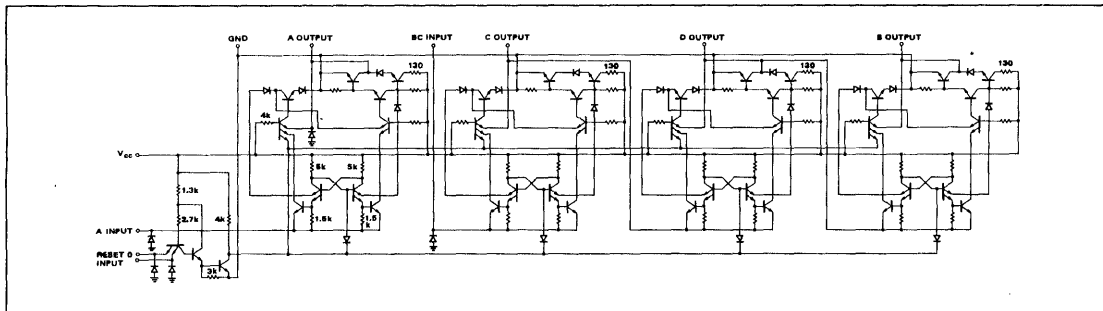 GND
A OUTPUT
BC INPUT
C OUTPUT
D OUTPUT
B OUTPUT
130
130
130
130
4k
VCC
5k
5k
1.3k
2.7k
4k
1.5k
1.5
k
A INPUT
RESET 0
INPUT
3k